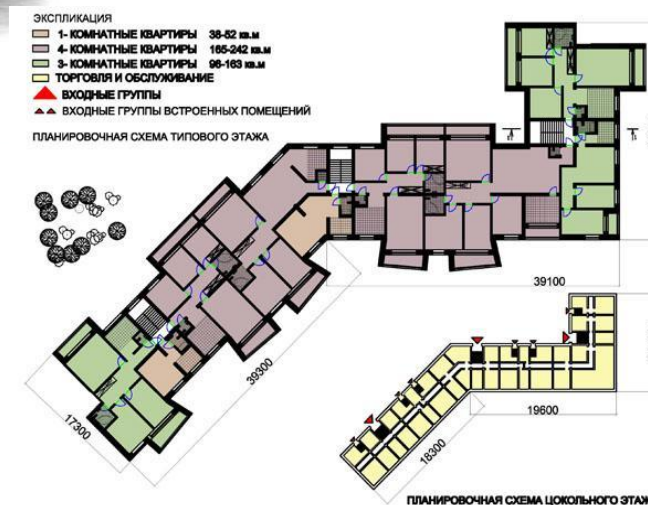 ЭКСПЛИКАЦИЯ
1- КОМНАТНЫЕ КВАРТИРЫ 38-52 кв.м
4- КОМНАТНЫЕ КВАРТИРЫ 165-242 кв.м
3- КОМНАТНЫЕ КВАРТИРЫ 98-163 кв.м
ТОРГОВЛЯ И ОБСЛУЖИВАНИЕ
ВХОДНЫЕ ГРУППЫ
ВХОДНЫЕ ГРУППЫ ВСТРОЕННЫХ ПОМЕЩЕНИЙ
ПЛАНИРОВОЧНАЯ СХЕМА ТИПОВОГО ЭТАЖА
39100
39300
17300
19600
18300
ПЛАНИРОВОЧНАЯ СХЕМА ЦОКОЛЬНОГО ЭТАЖ